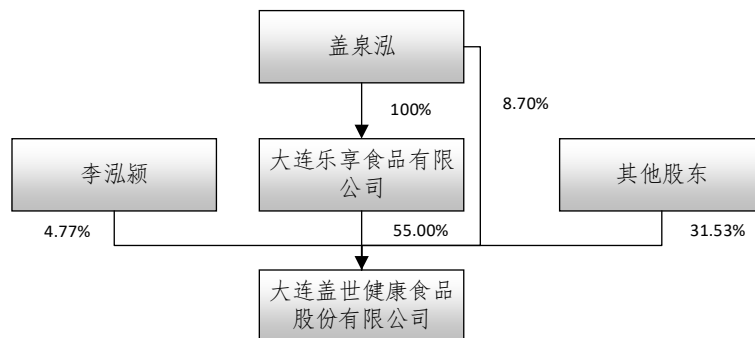 盖泉泓
100%
8.70%
李泓颍
大连乐享食品有限
公司
其他股东
4.77%
55.00%
31.53%
大连盖世健康食品
股份有限公司